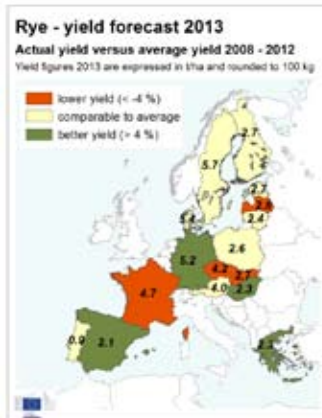 Rye - yield forecast 2013
Actual yield versus average yield 2008 - 2012
Yield figures 2013 are expressed in t/ha and rounded to 100 kg
lower yield (< -4 %)
comparable to average
better yield (> 4 %)
2.7
5.7
2.7
2.4
5.4
2.6
5.2
4.2
2.7
4.0
2.3
4.7
0.9
2.1